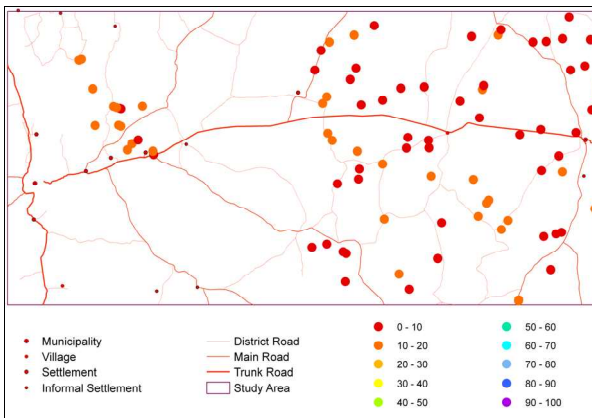 Municipality
Village
Settlement
Informal Settlement
District Road
Main Road
Trunk Road
Study Area
0 - 10
10 - 20
20 - 30
30 - 40
40 - 50
50 - 60
60 - 70
70 - 80
80 - 90
90 - 100